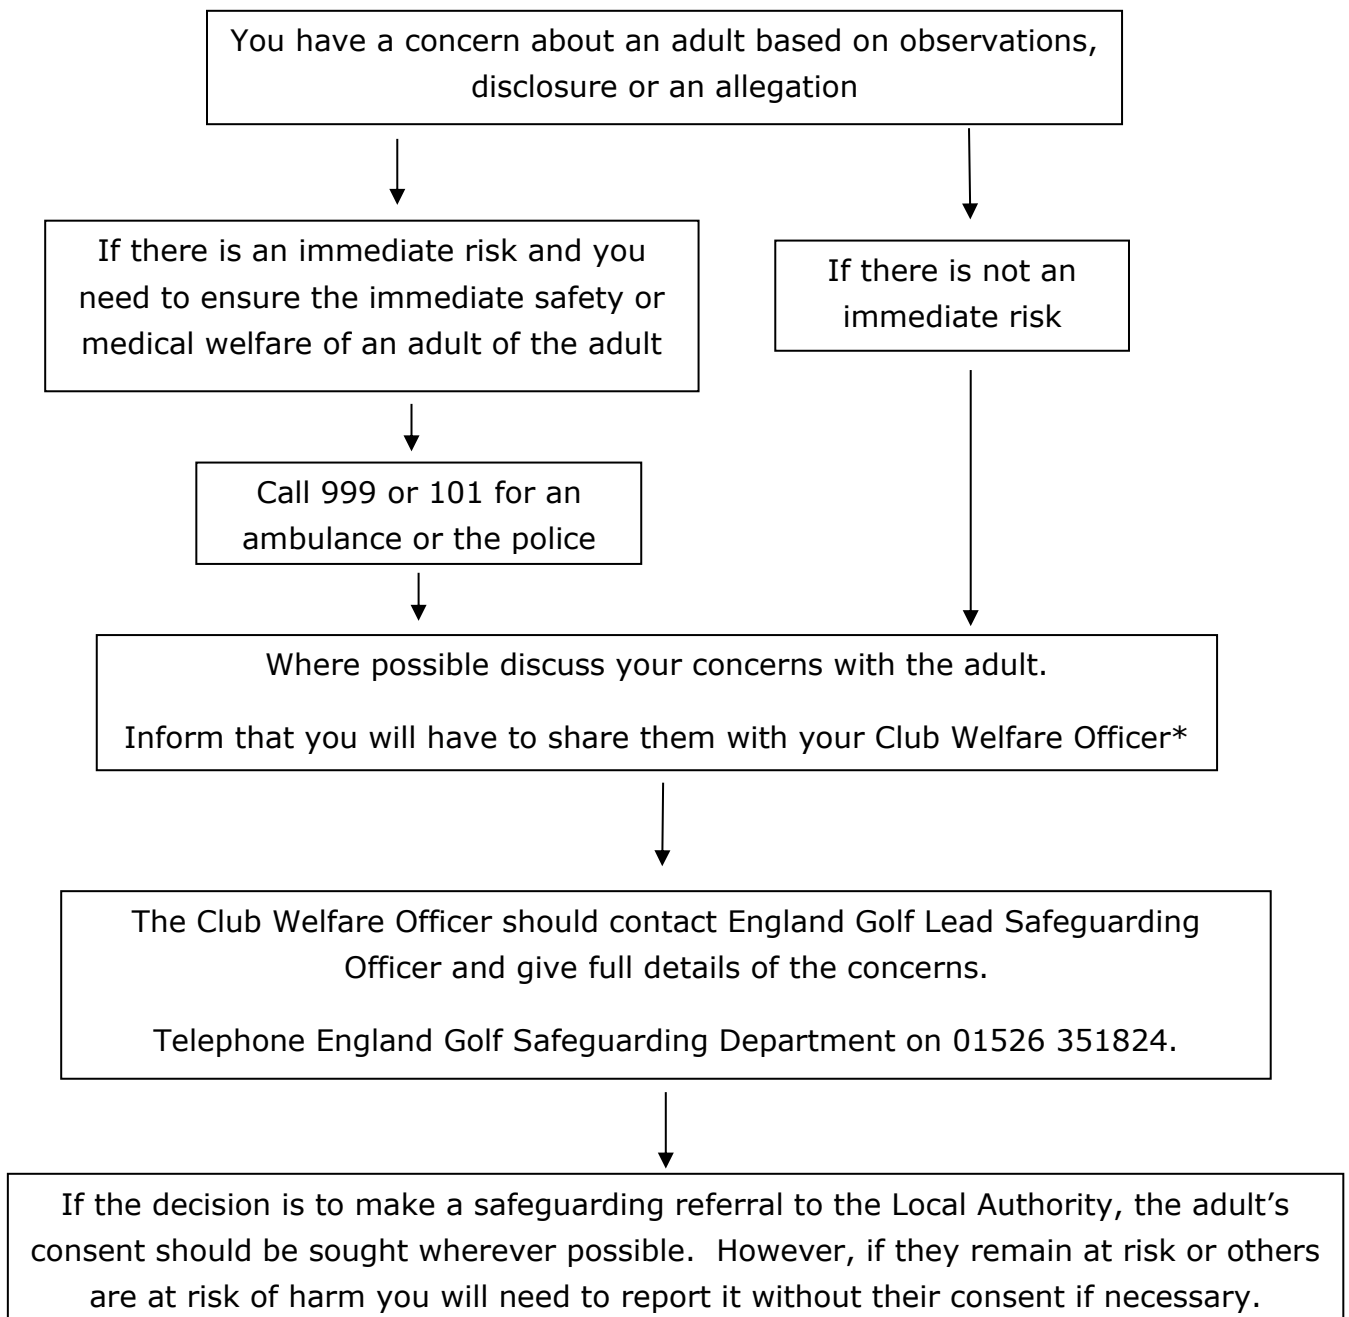 You have a concern about an adult based on observations,
disclosure or an allegation
If there is an immediate risk and you
need to ensure the immediate safety or
medical welfare of an adult of the adult
If there is not an
immediate risk
Call 999 or 101 for an
ambulance or the police
Where possible discuss your concerns with the adult.
Inform that you will have to share them with your Club Welfare Officer*
The Club Welfare Officer should contact England Golf Lead Safeguarding
Officer and give full details of the concerns.
Telephone England Golf Safeguarding Department on 01526 351824.
If the decision is to make a safeguarding referral to the Local Authority, the adult’s
consent should be sought wherever possible.  However, if they remain at risk or others
are at risk of harm you will need to report it without their consent if necessary.